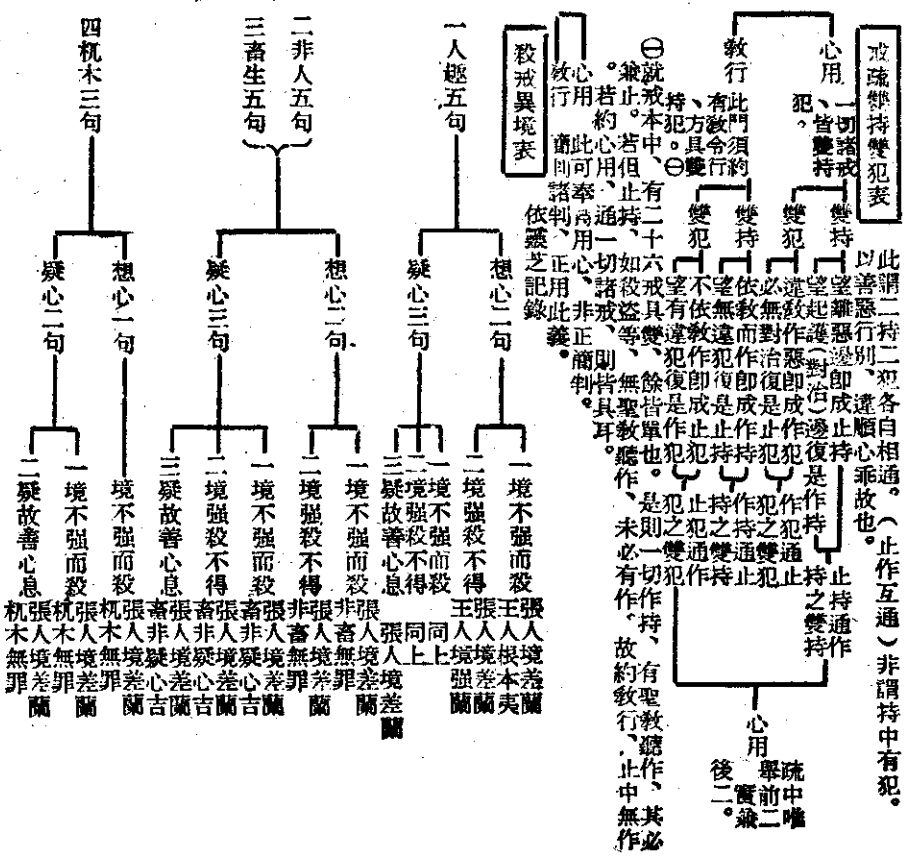 戒疏雙持雙犯表
此謂二持二犯各自相通。（止作互通）非謂持中有犯。
以善惡行別、違順心乖故也。
心用
一切諸戒
、皆雙持
犯。
雙持
望離惡邊即成止持
望起護（對治）邊復是作持
止持通作
持之雙持
雙犯
違教作惡即成作犯
必無對治復是止犯
作犯通止
犯之雙犯
教行
此門須約
有教令行
、方具雙
持犯。㊀
雙持
依教而作即成作持
望無違犯復是止持
作持通止
持之雙持
雙犯
不依教作即成止犯
望有違犯復是作犯
止犯通作
犯之雙犯
心用
疏中唯
舉前二
實兼
後二。
㊀就戒本中、有二十六戒具雙、餘皆單也。是則一切作持、有聖教聽作、其必
兼止。若但止持、如殺盜等、無聖教聽作、未必有作。故約教行、止中無作
。若約心用、通一切諸戒、則皆具耳。
心用 此可奉為用心、非正簡判。
教行 簡囙諸判、正用此義。
依靈芝記錄
殺戒異境表
一人趣五句
想心二句
一境不强而殺
張人境差蘭
王人根本夷
二境强殺不得
張人境差蘭
王人境强蘭
疑心三句
一境不强而殺 同上
二境强殺不得 同上
三疑故善心息 張人境差蘭
二非人五句
三畜生五句
想心二句
一境不强而殺
張人境差蘭
非畜無罪
二境强殺不得
張人境差蘭
非畜無罪
疑心三句
一境不强而殺
張人境差蘭
畜非疑心吉
二境强殺不得
張人境差蘭
畜非疑心吉
三疑故善心息
張人境差蘭
畜非疑心吉
四杌木三句
想心一句
境不强而殺
張人境差蘭
杌木無罪
疑心二句
一境不强而殺
張人境差蘭
杌木無罪
二疑故善心息
張人境差蘭
杌木無罪